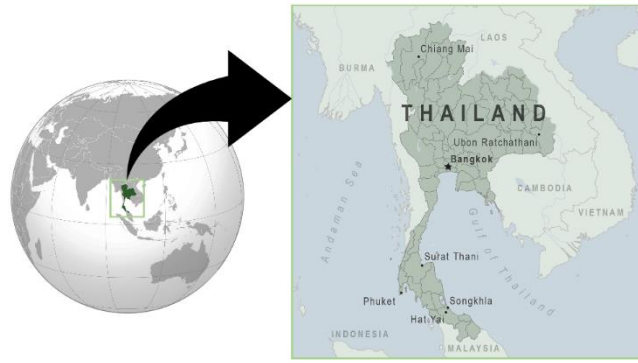 LAOS
Chiang Mai
BURMA
THAILAND
Ubon Ratchathani
Bangkok
CAMBODIA
VIETNAM
Andaman Sea
Gulf of Thailand
Surat Thani
Phuket
Songkhla
Hat Yai
INDONESIA
MALAYSIA